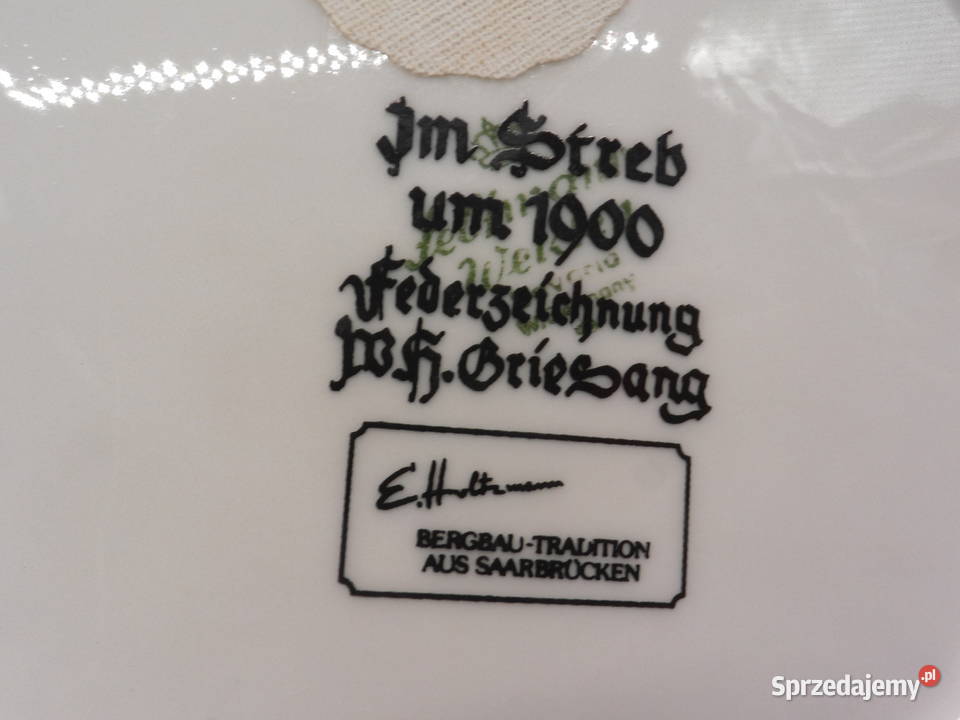 Im Streb
um 1900
Federzeichnung
W.H. Griesang
E. Holtzmann
BERGBAU-TRADITION
AUS SAARBRÜCKEN
Sprzedajemy.pl